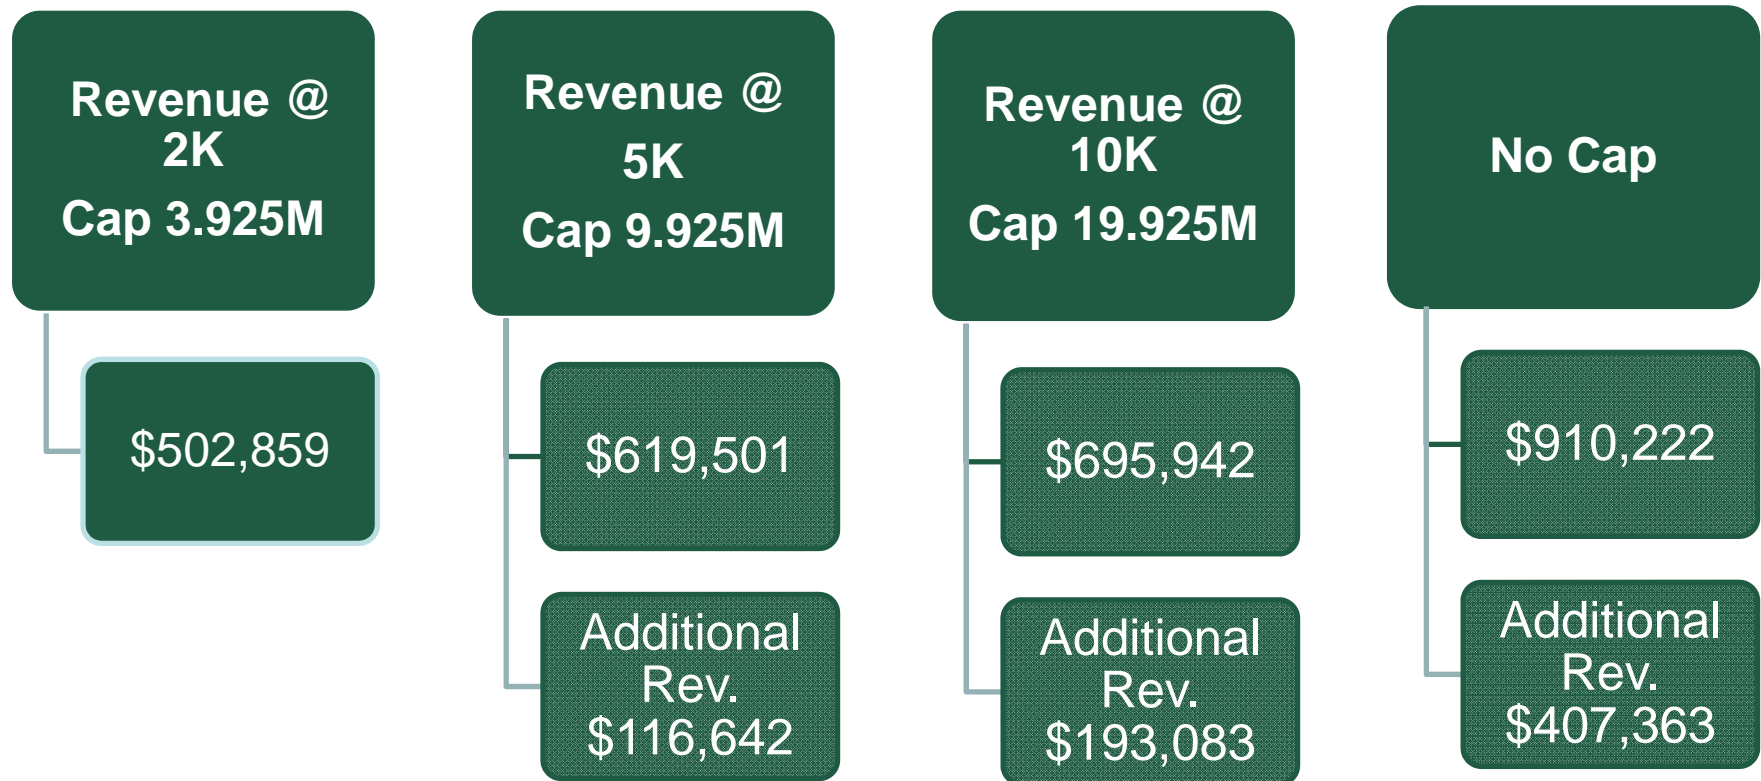 Revenue @
2K
Cap 3.925M
$502,859
Revenue @
5K
Cap 9.925M
$619,501
Additional
Rev.
$116,642
Revenue @
10K
Cap 19.925M
$695,942
Additional
Rev.
$193,083
No Cap
$910,222
Additional
Rev.
$407,363